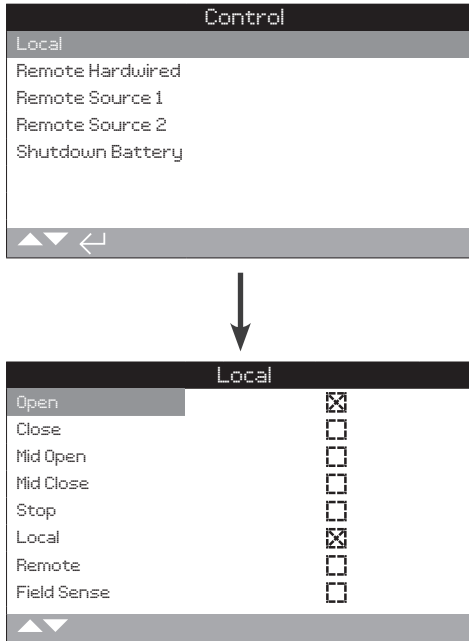 Control
Local
Remote Hardwired
Remote Source 1
Remote Source 2
Shutdown Battery
Local
Open
Close
Mid Open
Mid Close
Stop
Local
Remote
Field Sense